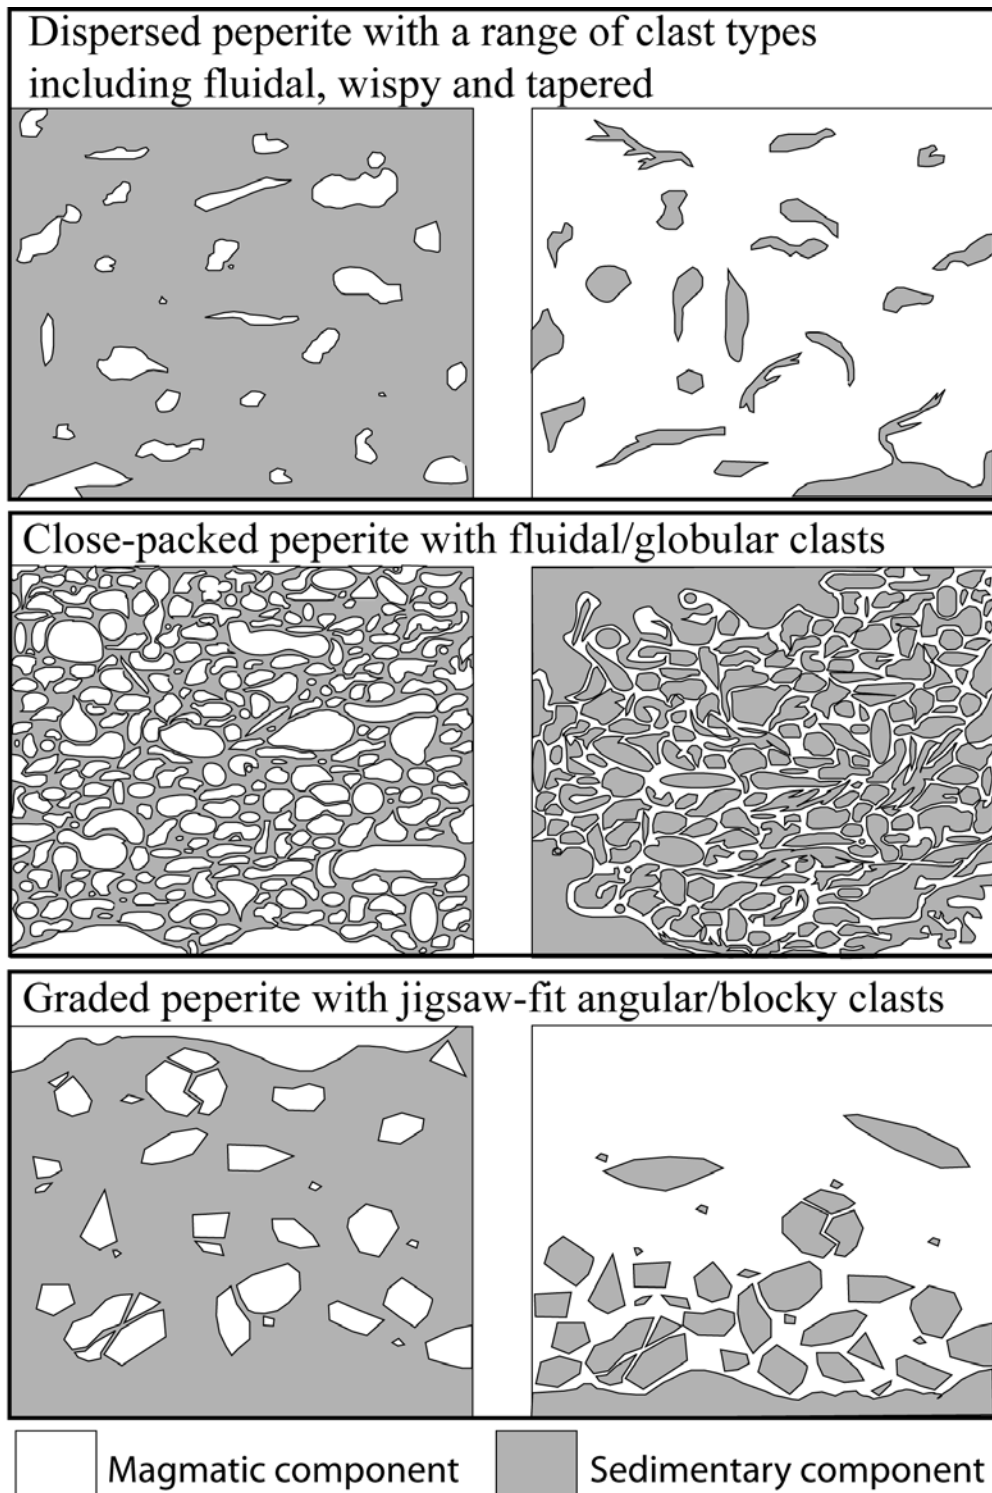 Dispersed peperite with a range of clast types
including fluidal, wispy and tapered
Close-packed peperite with fluidal/globular clasts
Graded peperite with jigsaw-fit angular/blocky clasts
Magmatic component
Sedimentary component